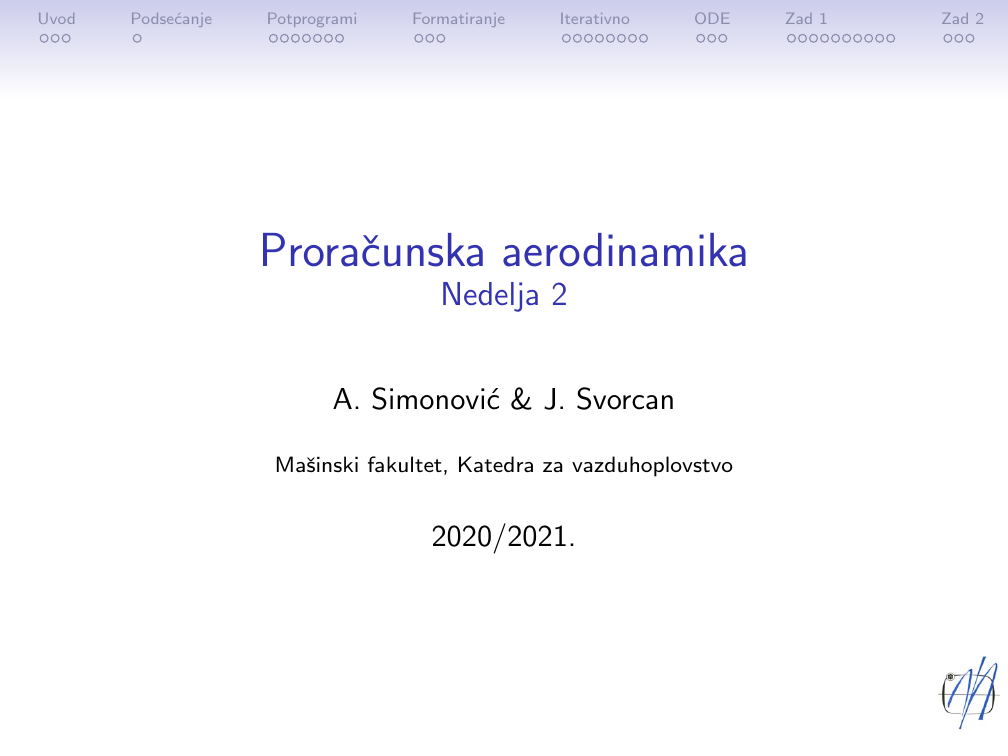 Uvod Podsećanje Potprogrami Formatiranje Iterativno ODE Zad 1 Zad 2
Proračunska aerodinamika
Nedelja 2
A. Simonović & J. Svorcan
Mašinski fakultet, Katedra za vazduhoplovstvo
2020/2021.